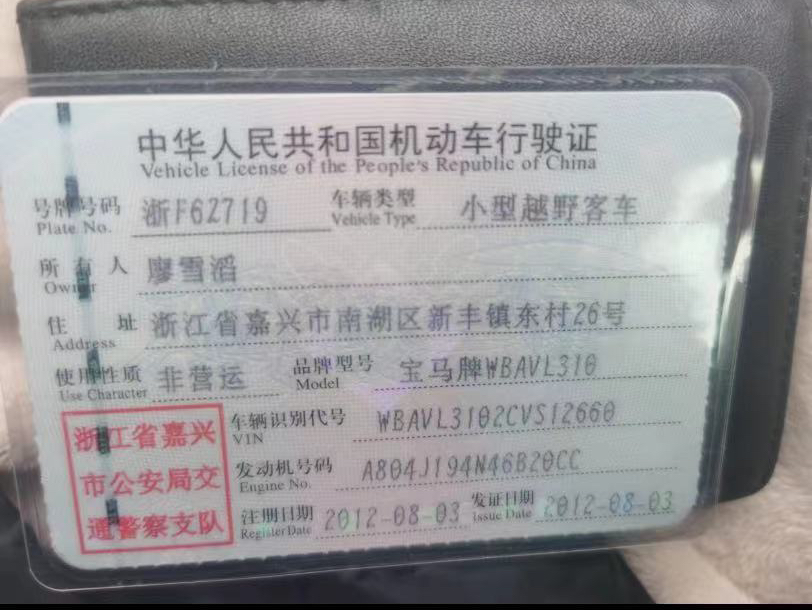 中华人民共和国机动车行驶证
Vehicle License of the People's Republic of China
号牌号码 浙F62719 车辆类型 小型越野客车
Plate No. Vehicle Type
所有人 廖雪滔
Owner
住址 浙江省嘉兴市南湖区新丰镇东村26号
Address
使用性质 非营运 品牌型号 宝马牌WBAVL310
Use Character Model
浙江省嘉兴 车辆识别代号 WBAVL3102CVS12660
VIN
市公安局交 发动机号码 A804J194N46B20CC
Engine No.
通警察支队 注册日期 2012-08-03 发证日期 2012-08-03
Register Date Issue Date